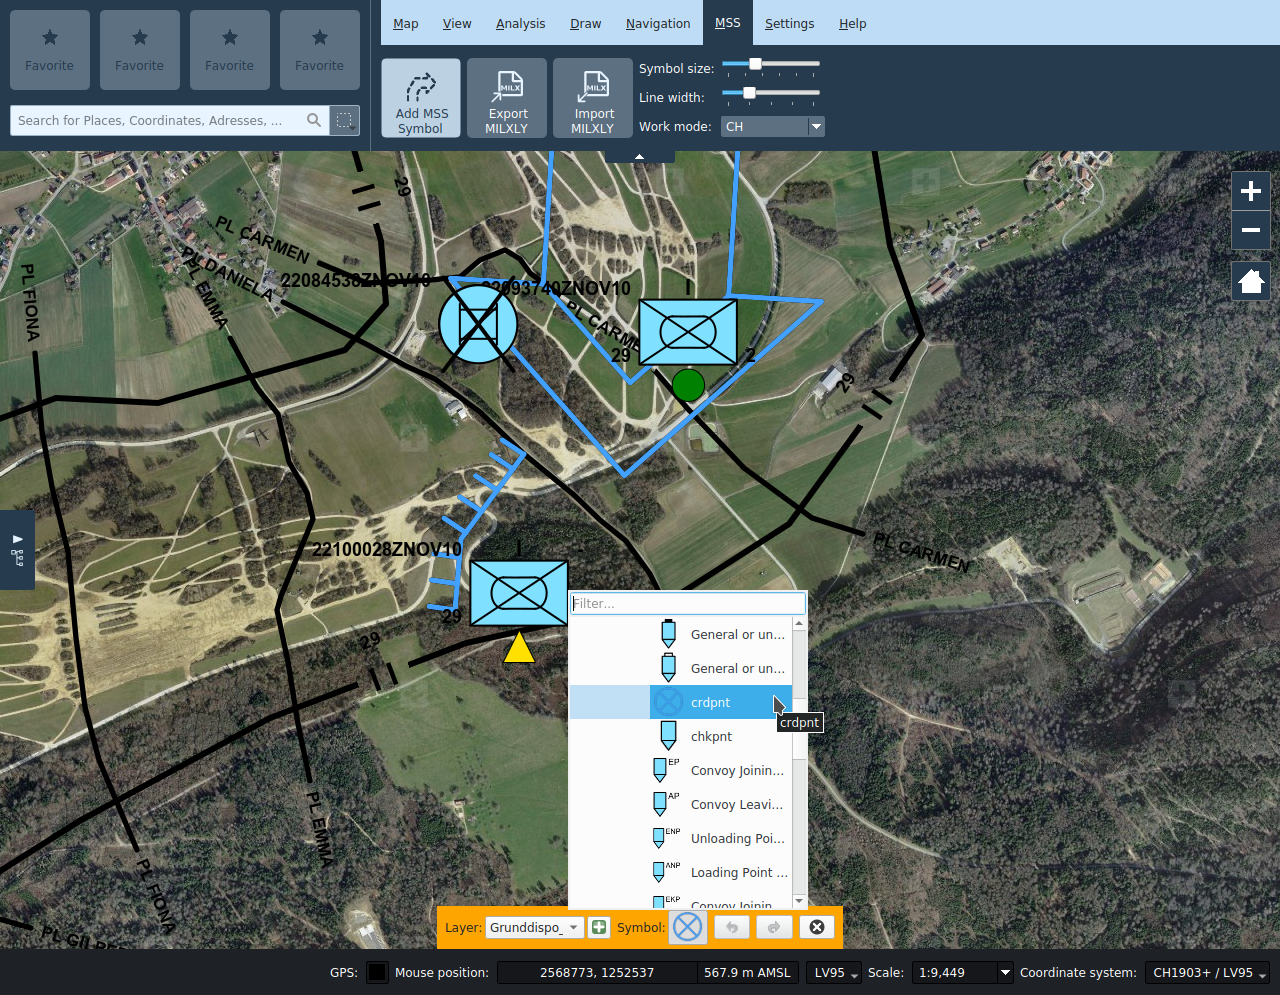 Map View Analysis Draw Navigation MSS Settings Help
Favorite Favorite Favorite Favorite
Search for Places, Coordinates, Adresses, ...
Add MSS Symbol
Export MILXLY
Import MILXLY
MILX
MILX
Symbol size:
Line width:
Work mode: CH
29
PL CARMEN
PL DANIELA
PL EMMA
PL FIONA
22084538ZNOV10
22093740ZNOV10
I
PL CARMEN
29
2
29
PL CARMEN
22100028ZNOV10
I
29
29
PL EMMA
PL FIONA
Filter...
General or un...
General or un...
crdpnt
crdpnt
chkpnt
EP Convoy Joinin...
AP Convoy Leavi...
ENP Unloading Poi...
ANP Loading Point ...
EKP Convoy Joinin
Layer: Grunddispo_ Symbol:
GPS: Mouse position: 2568773, 1252537 567.9 m AMSL LV95 Scale: 1:9,449 Coordinate system: CH1903+ / LV95